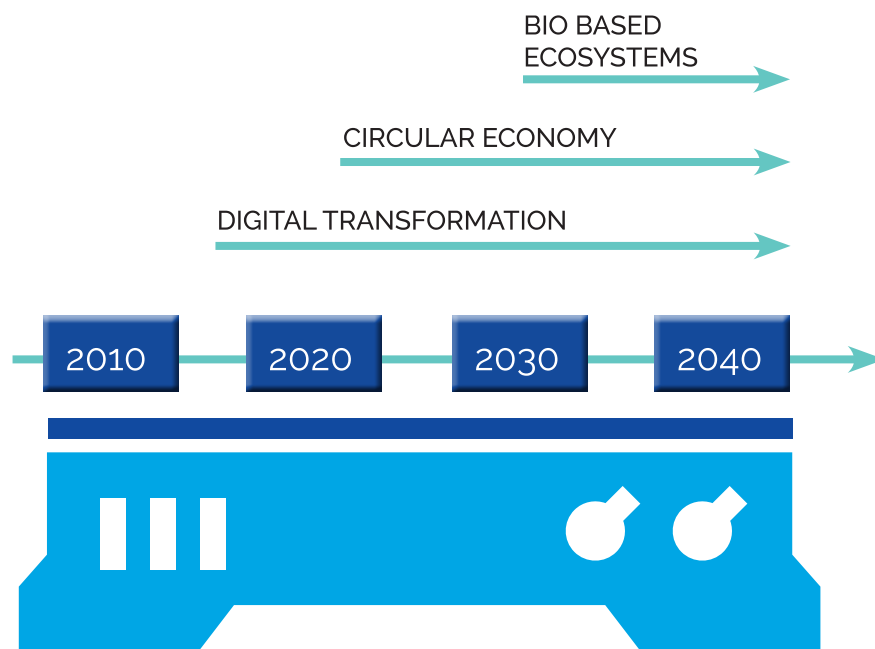 BIO BASED
ECOSYSTEMS
CIRCULAR ECONOMY
DIGITAL TRANSFORMATION
2010 2020 2030 2040